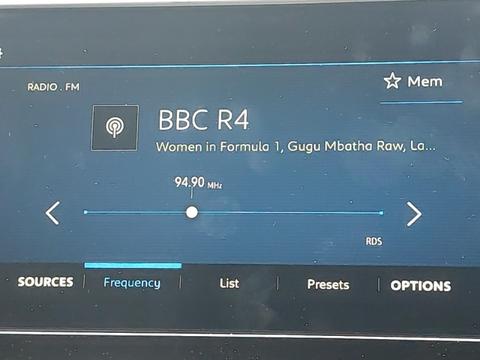 RADIO . FM
Mem
BBC R4
Women in Formula 1, Gugu Mbatha Raw, La...
94.90 MHz
RDS
SOURCES Frequency List Presets OPTIONS